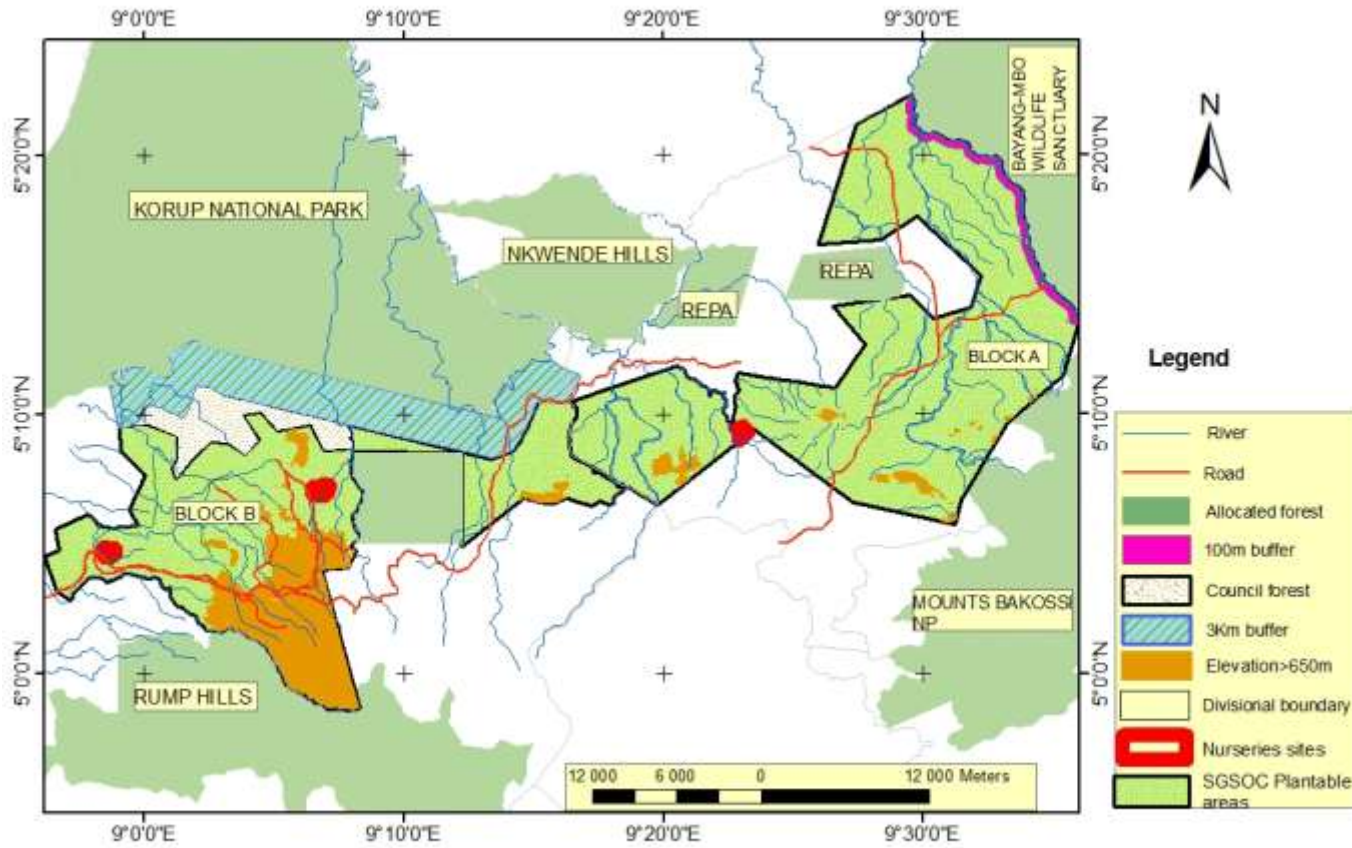 9°0'0"E 9°10'0"E 9°20'0"E 9°30'0"E
5°20'0"N
5°10'0"N
5°0'0"N
BAYANG-MBO
WILDLIFE
SANCTUARY
KORUP NATIONAL PARK
NKWENDE HILLS
REPA
REPA
BLOCK A
BLOCK B
MOUNTS BAKOSSI
NP
RUMP HILLS
12 000 6 000 0 12 000 Meters
5°20'0"N
5°10'0"N
5°0'0"N
9°0'0"E 9°10'0"E 9°20'0"E 9°30'0"E
N
Legend
River
Road
Allocated forest
100m buffer
Council forest
3Km buffer
Elevation>650m
Divisional boundary
Nurseries sites
SGSOC Plantable
areas